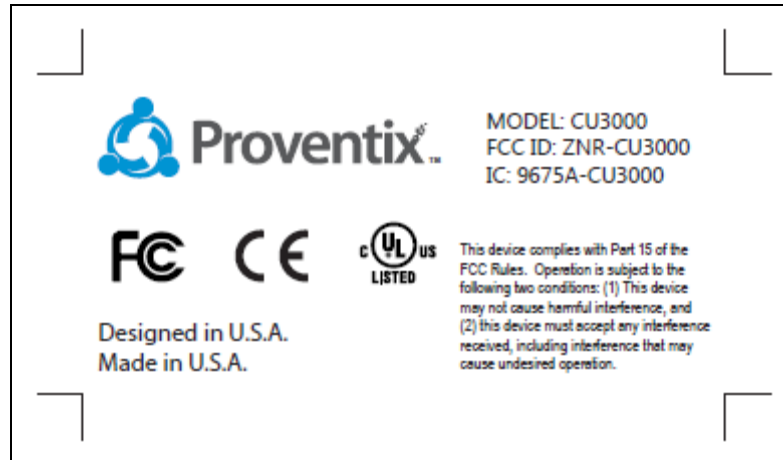 Proventix™
MODEL: CU3000
FCC ID: ZNR-CU3000
IC: 9675A-CU3000
FC CE
C UL US
LISTED
This device complies with Part 15 of the
FCC Rules. Operation is subject to the
following two conditions: (1) This device
may not cause harmful interference, and
(2) this device must accept any interference
received, including interference that may
cause undesired operation.
Designed in U.S.A.
Made in U.S.A.